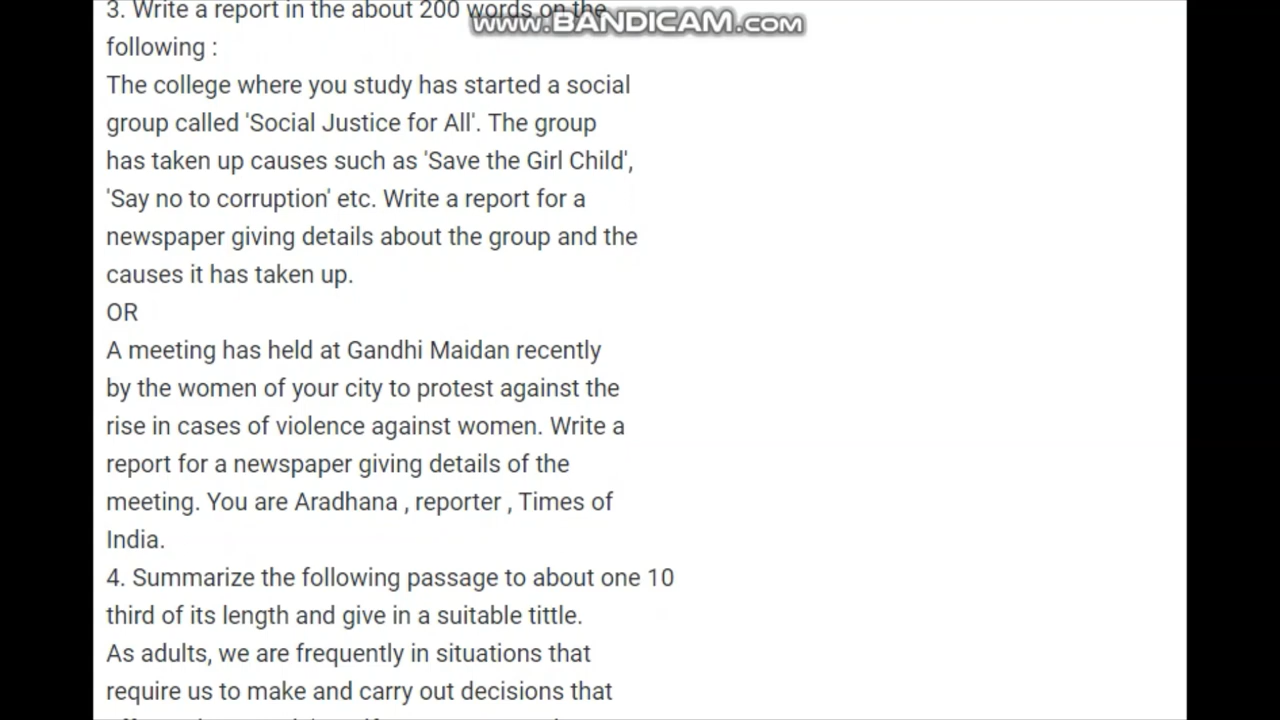 3. Write a report in the about 200 words on the
www.BANDICAM.com
following :
The college where you study has started a social
group called 'Social Justice for All'. The group
has taken up causes such as 'Save the Girl Child',
'Say no to corruption' etc. Write a report for a
newspaper giving details about the group and the
causes it has taken up.
OR
A meeting has held at Gandhi Maidan recently
by the women of your city to protest against the
rise in cases of violence against women. Write a
report for a newspaper giving details of the
meeting. You are Aradhana , reporter , Times of
India.
4. Summarize the following passage to about one 10
third of its length and give in a suitable tittle.
As adults, we are frequently in situations that
require us to make and carry out decisions that